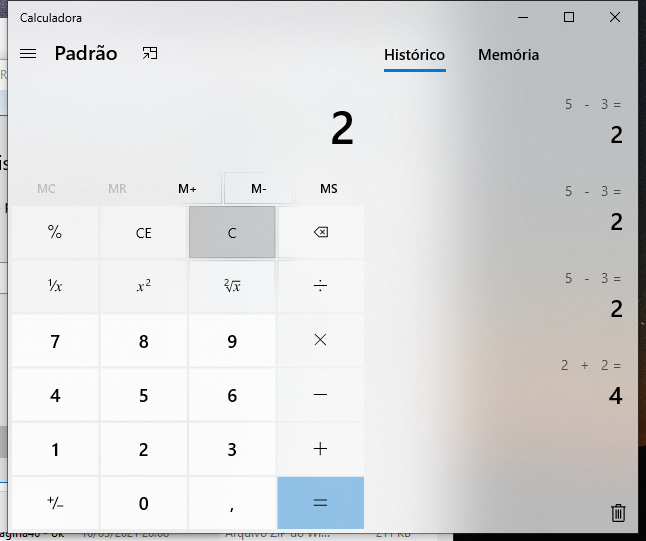 Calculadora
Padrão
Histórico Memória
2
MC MR M+ M- MS
% CE C
¹/x x² ²√x ÷
7 8 9 ×
4 5 6 −
1 2 3 +
+/− 0 , =
5 - 3 =
2
5 - 3 =
2
5 - 3 =
2
2 + 2 =
4